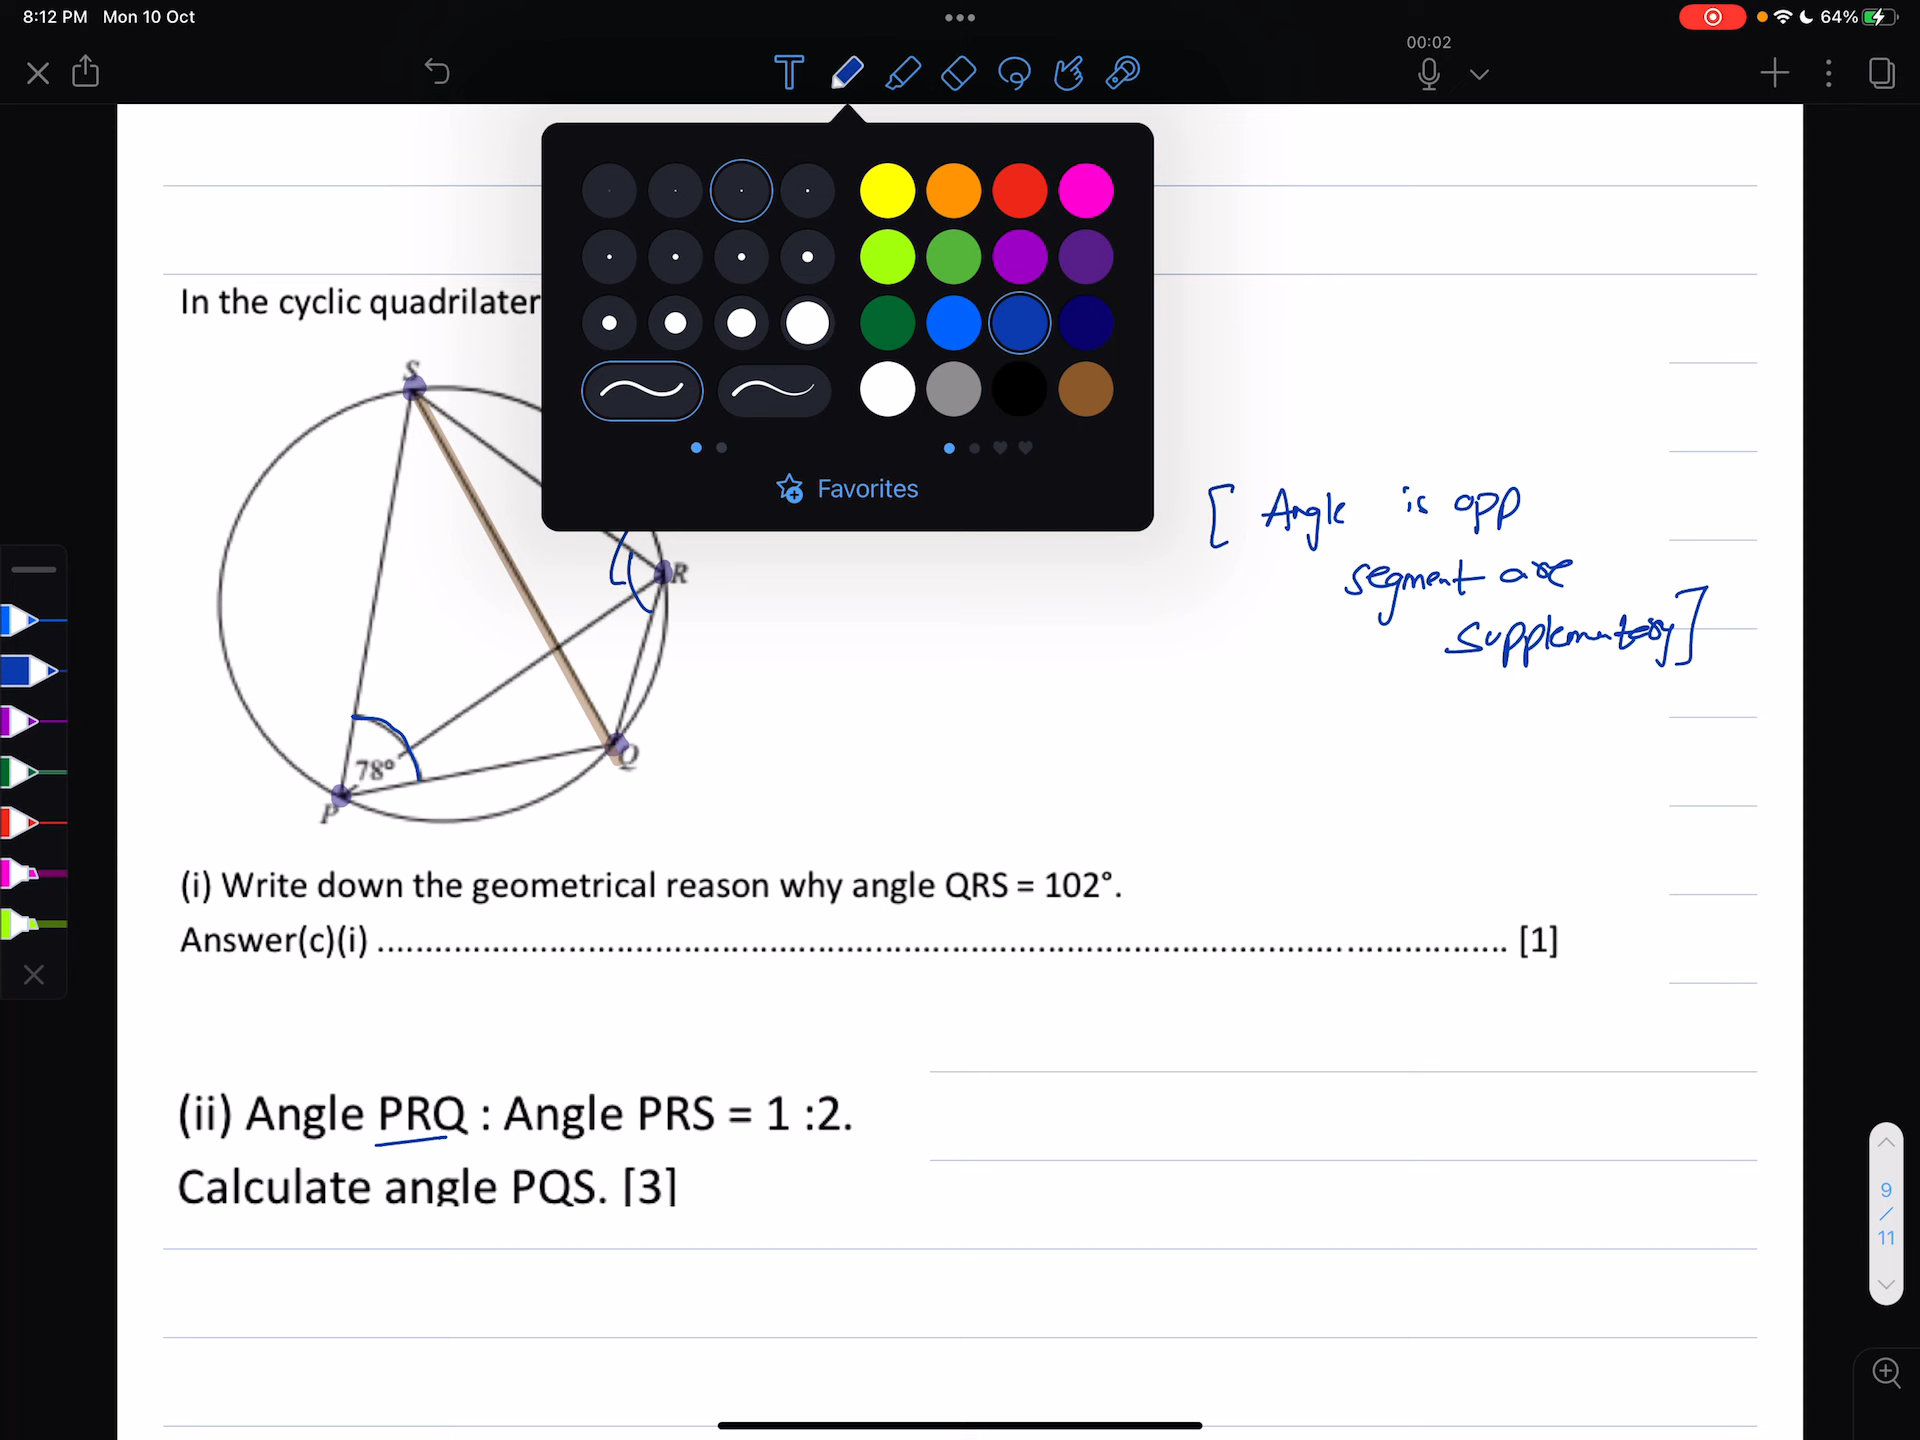 8:12 PM Mon 10 Oct
64%
00:02
T
In the cyclic quadrilater
Favorites
S
R
Q
P
78°
[ Angle is opp
segment are
supplementary]
(i) Write down the geometrical reason why angle QRS = 102°.
Answer(c)(i) ........................................................................................................ [1]
(ii) Angle PRQ : Angle PRS = 1 :2.
Calculate angle PQS. [3]
9
/
11